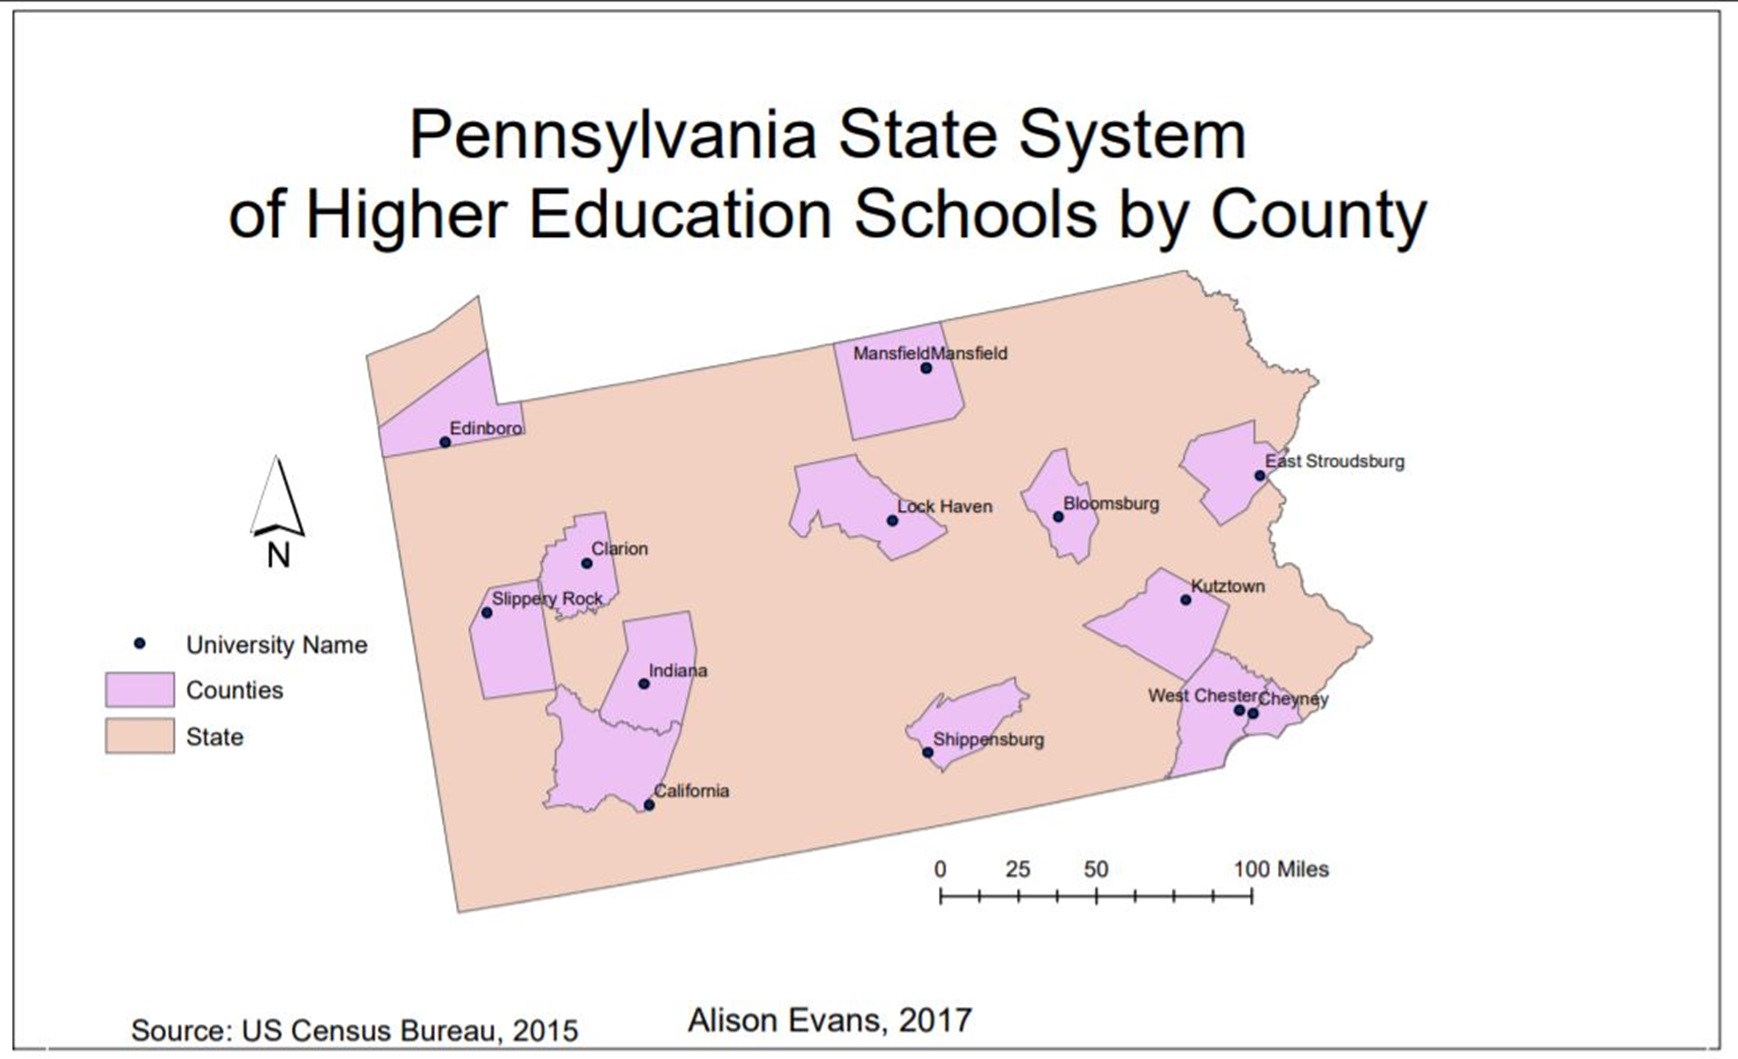 Pennsylvania State System
of Higher Education Schools by County
MansfieldMansfield
Edinboro
East Stroudsburg
Lock Haven
Bloomsburg
Clarion
N
Slippery Rock
Kutztown
University Name
Indiana
Counties
West Chester
Cheyney
State
Shippensburg
California
0 25 50 100 Miles
Source: US Census Bureau, 2015
Alison Evans, 2017